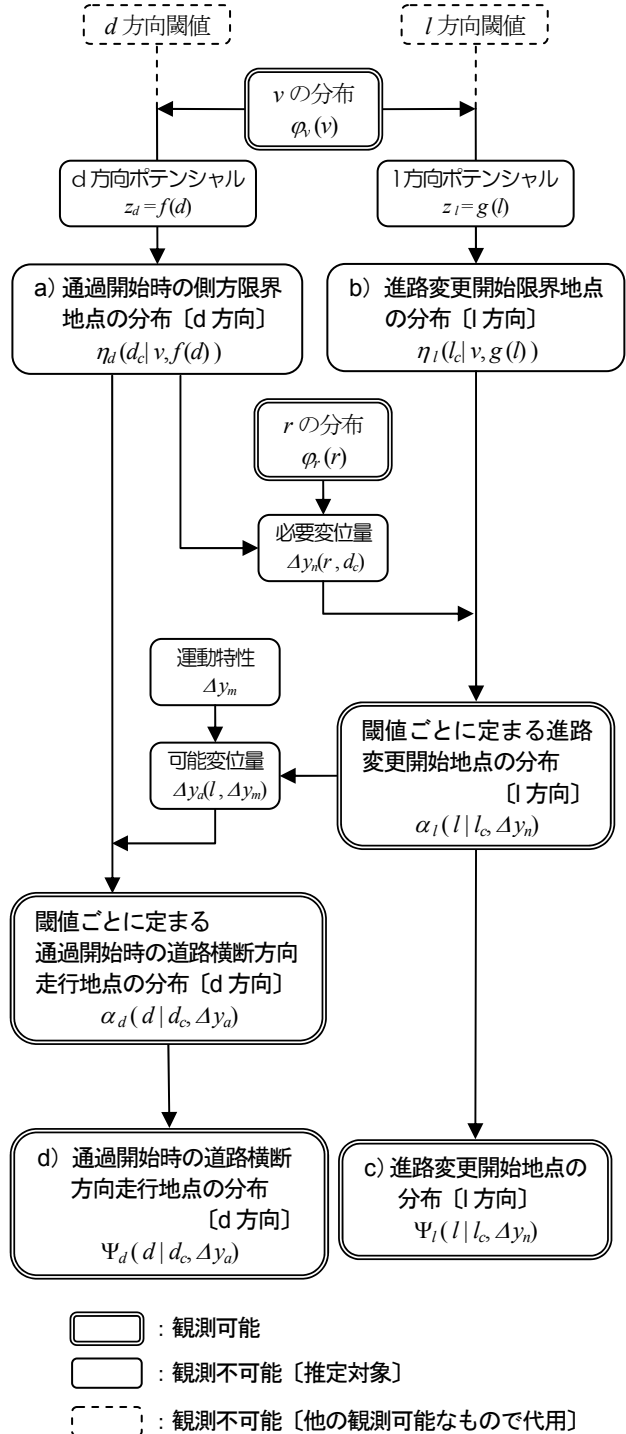 d 方向閾値
l 方向閾値
v の分布
φv(v)
d 方向ポテンシャル
zd=f(d)
l 方向ポテンシャル
zl=g(l)
a) 通過開始時の側方限界
地点の分布〔d 方向〕
ηd(dc| v, f(d))
b) 進路変更開始限界地点
の分布〔l 方向〕
ηl(lc| v, g(l))
r の分布
φr(r)
必要変位量
Δyn(r, dc)
運動特性
Δym
可能変位量
Δya(l, Δym)
閾値ごとに定まる進路
変更開始地点の分布
〔l 方向〕
αl(l | lc, Δyn)
閾値ごとに定まる
通過開始時の道路横断方向
走行地点の分布〔d 方向〕
αd(d | dc, Δya)
d) 通過開始時の道路横断
方向走行地点の分布
〔d 方向〕
Ψd(d | dc, Δya)
c) 進路変更開始地点の
分布〔l 方向〕
Ψl(l | lc, Δyn)
：観測可能
：観測不可能〔推定対象〕
：観測不可能〔他の観測可能なもので代用〕